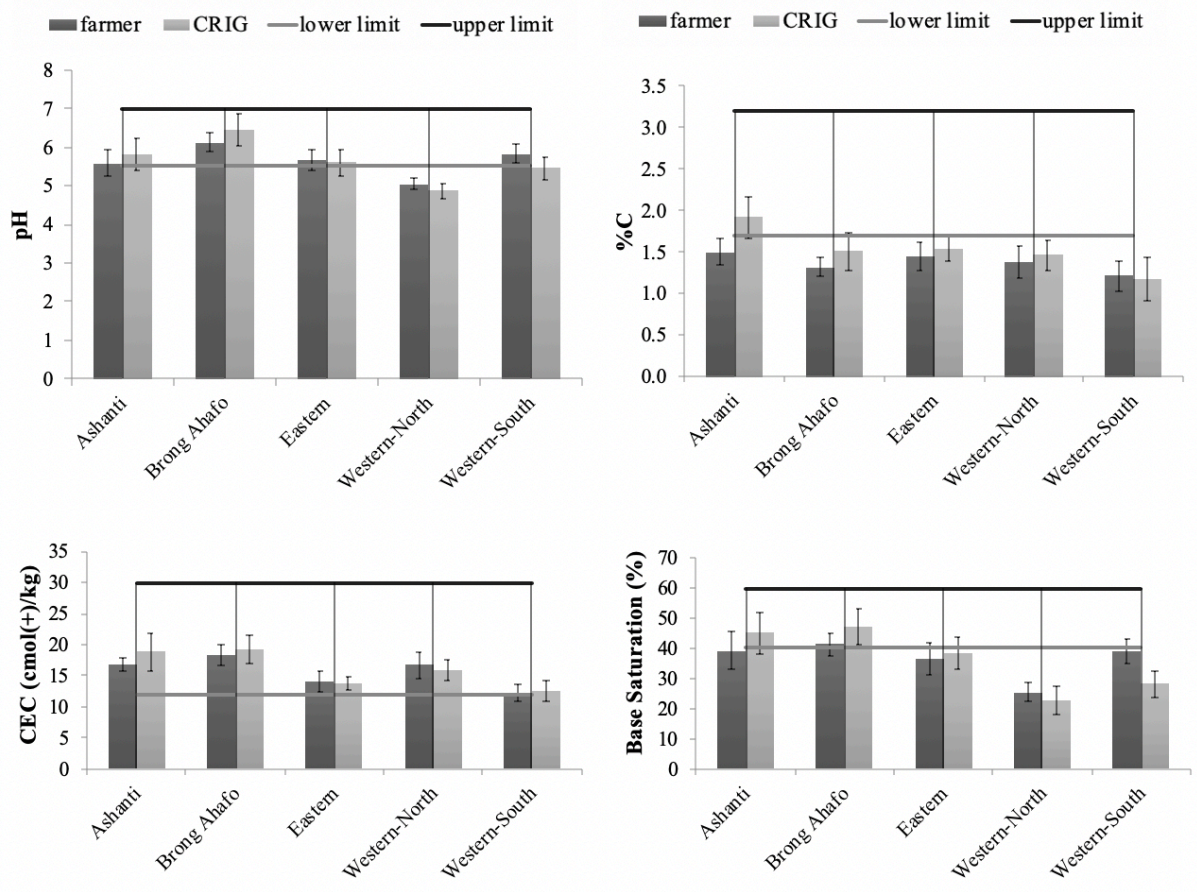 farmer CRIG lower limit upper limit
pH
8
7
6
5
4
3
2
1
0
Ashanti
Brong Ahafo
Eastern
Western-North
Western-South
farmer CRIG lower limit upper limit
%C
3.5
3.0
2.5
2.0
1.5
1.0
0.5
0.0
Ashanti
Brong Ahafo
Eastern
Western-North
Western-South
CEC (cmol(+)/kg)
35
30
25
20
15
10
5
0
Ashanti
Brong Ahafo
Eastern
Western-North
Western-South
Base Saturation (%)
70
60
50
40
30
20
10
0
Ashanti
Brong Ahafo
Eastern
Western-North
Western-South